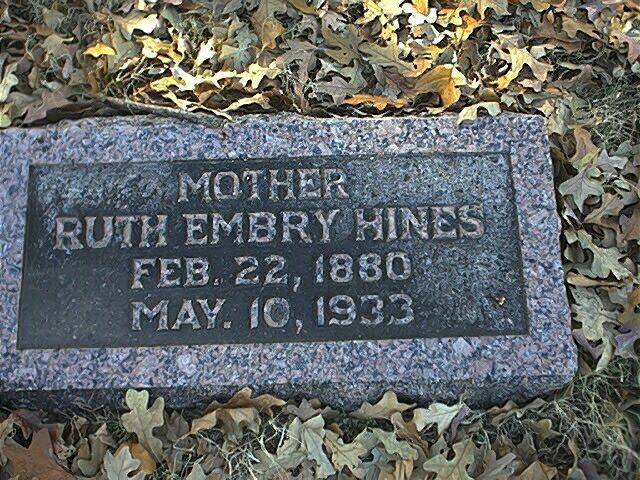 MOTHER
RUTH EMBRY HINES
FEB. 22, 1880
MAY. 10, 1933